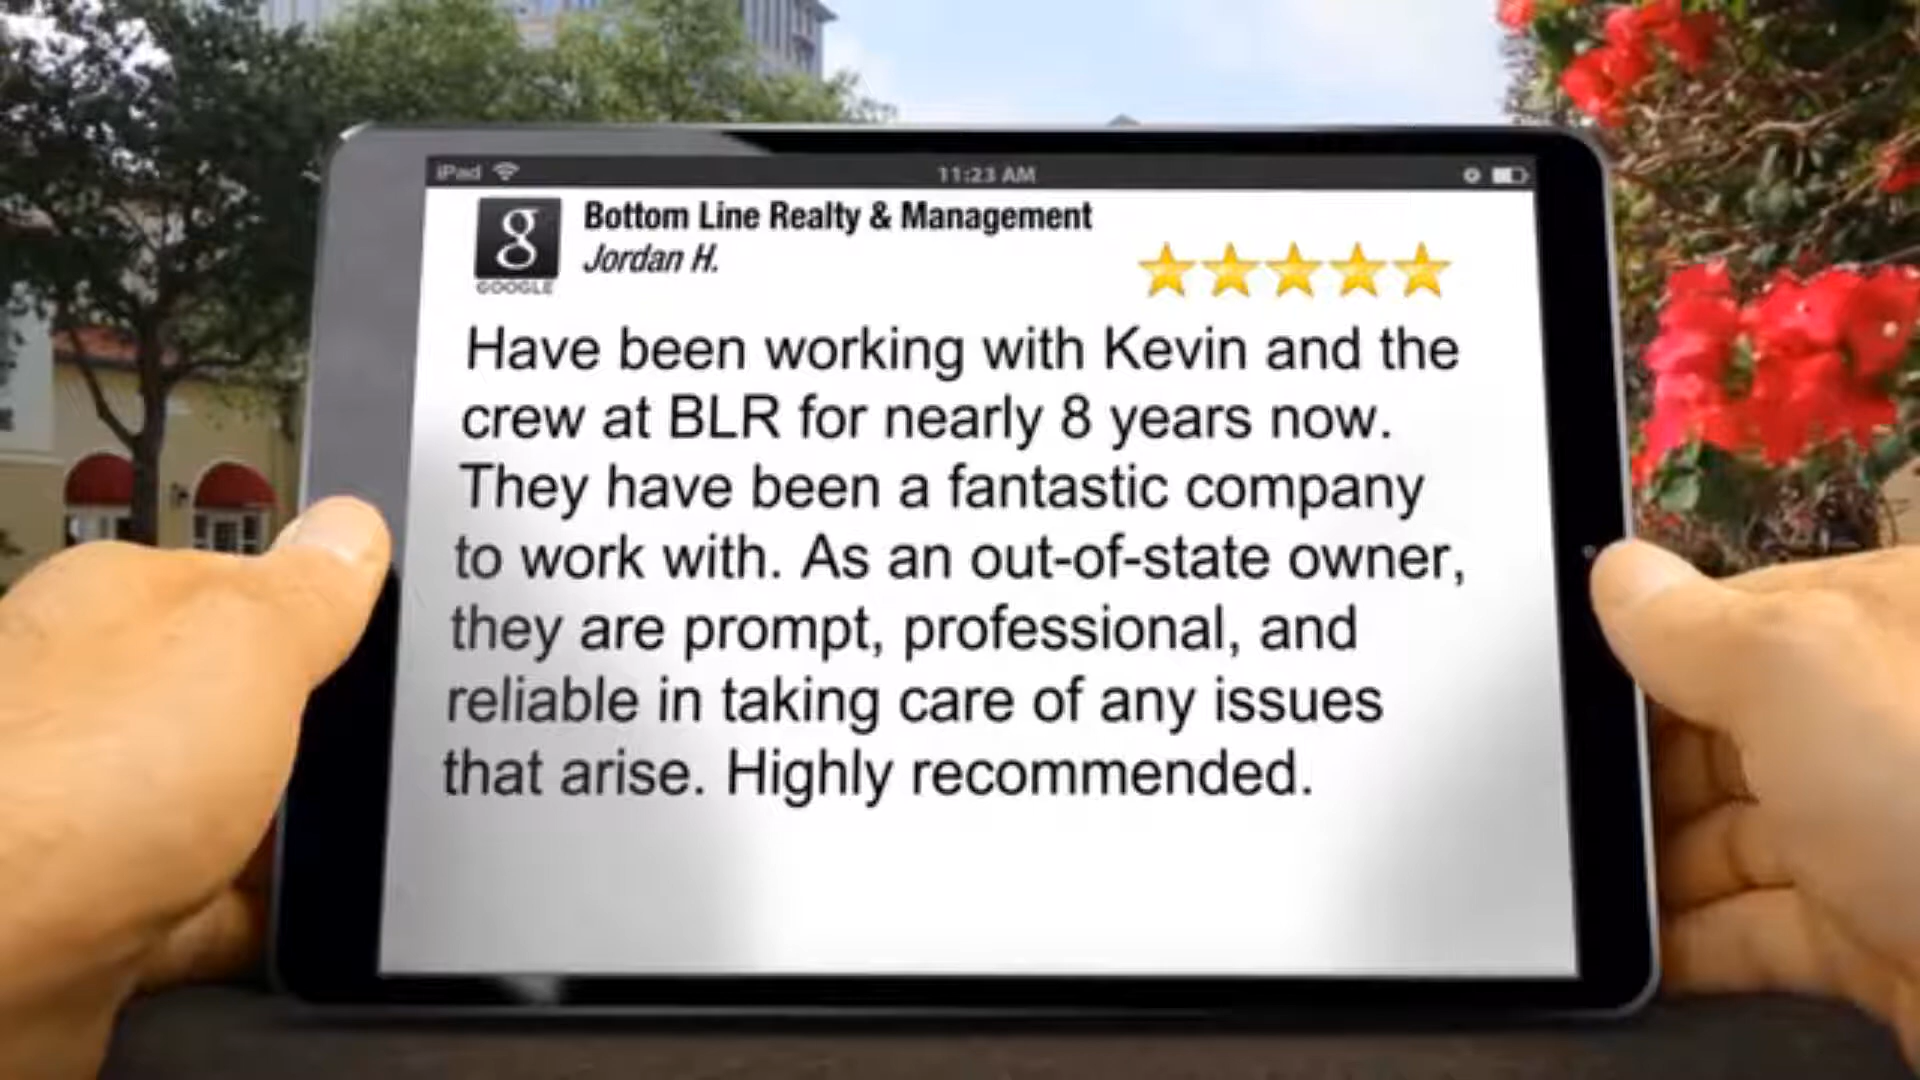 iPad
11:23 AM
g
GOOGLE
Bottom Line Realty & Management
Jordan H.
Have been working with Kevin and the
crew at BLR for nearly 8 years now.
They have been a fantastic company
to work with. As an out-of-state owner,
they are prompt, professional, and
reliable in taking care of any issues
that arise. Highly recommended.